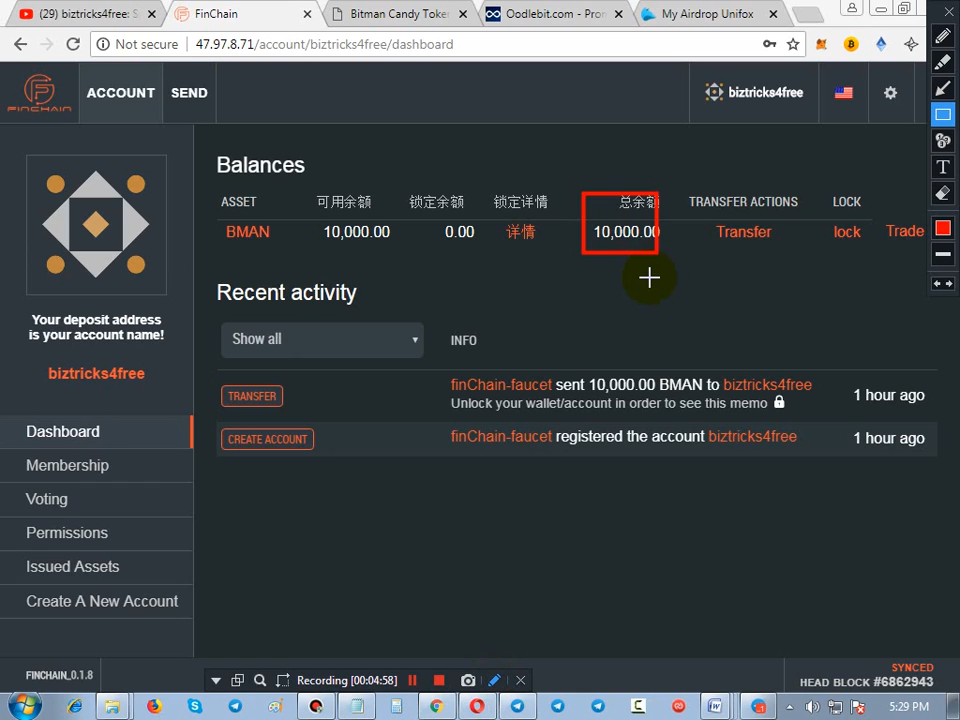 (29) biztricks4free: S
FinChain
Bitman Candy Toke
Oodlebit.com - Pron
My Airdrop Unifox
Not secure
47.97.8.71/account/biztricks4free/dashboard
FINCHAIN
ACCOUNT
SEND
biztricks4free
Balances
ASSET 可用余额 锁定余额 锁定详情 总余额 TRANSFER ACTIONS LOCK
BMAN 10,000.00 0.00 详情 10,000.00 Transfer lock Trade
Your deposit address
is your account name!
biztricks4free
Recent activity
Show all
INFO
TRANSFER
finChain-faucet sent 10,000.00 BMAN to biztricks4free
Unlock your wallet/account in order to see this memo
1 hour ago
CREATE ACCOUNT
finChain-faucet registered the account biztricks4free
1 hour ago
Dashboard
Membership
Voting
Permissions
Issued Assets
Create A New Account
FINCHAIN_0.1.8
Recording [00:04:58]
SYNCED
HEAD BLOCK #6862943
5:29 PM